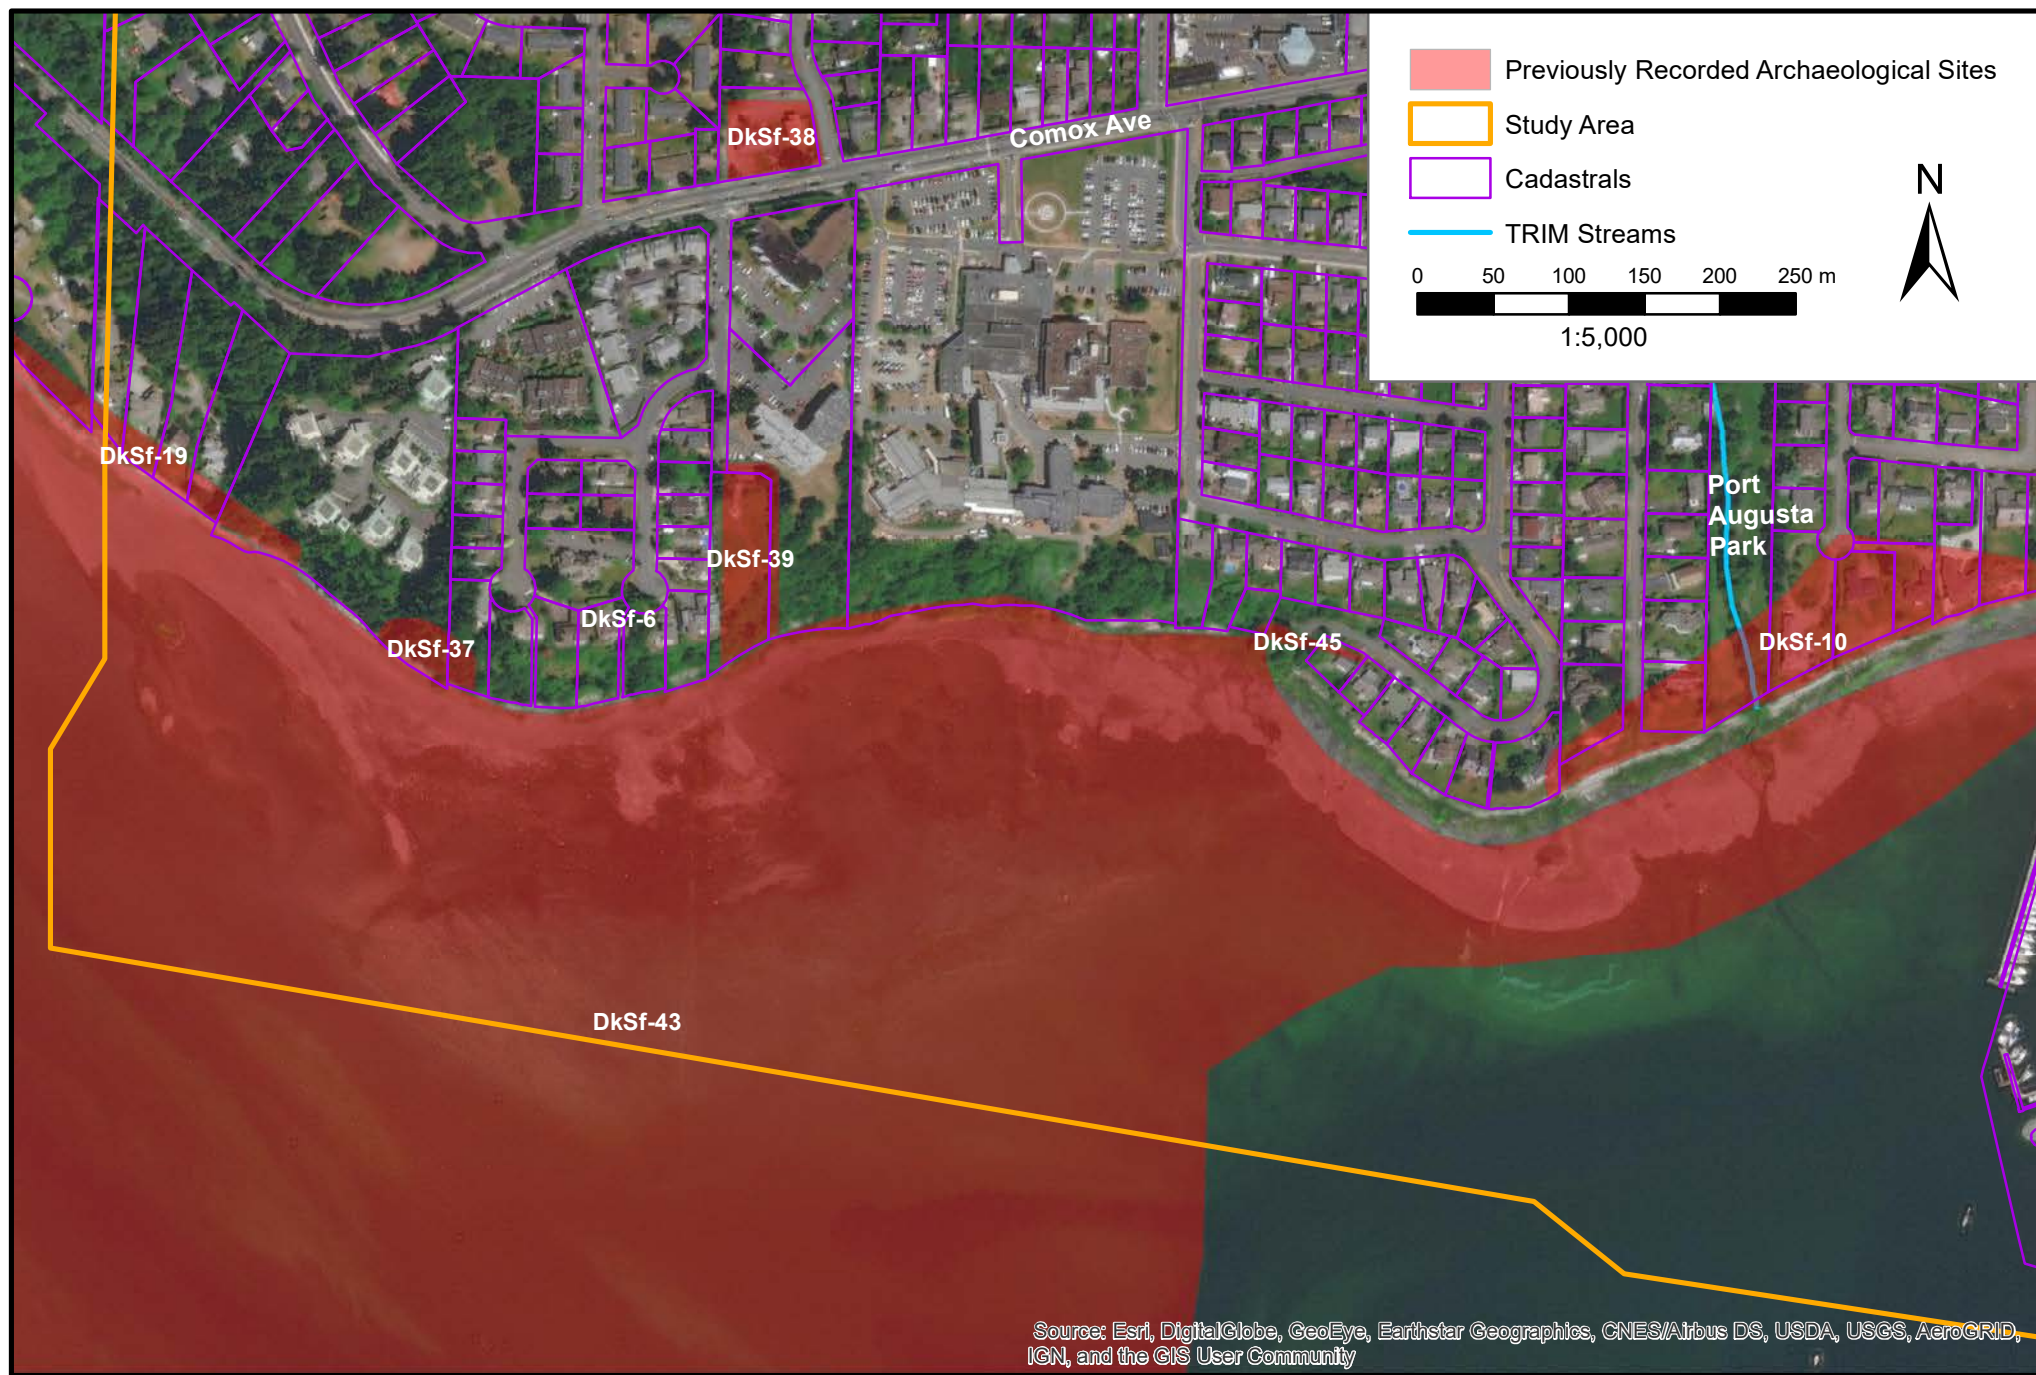 Previously Recorded Archaeological Sites
Study Area
Cadastrals
TRIM Streams
N
0 50 100 150 200 250 m
1:5,000
Comox Ave
DkSf-38
DkSf-19
DkSf-39
DkSf-6
DkSf-37
DkSf-45
Port
Augusta
Park
DkSf-10
DkSf-43
Source: Esri, DigitalGlobe, GeoEye, Earthstar Geographics, CNES/Airbus DS, USDA, USGS, AeroGRID,
IGN, and the GIS User Community